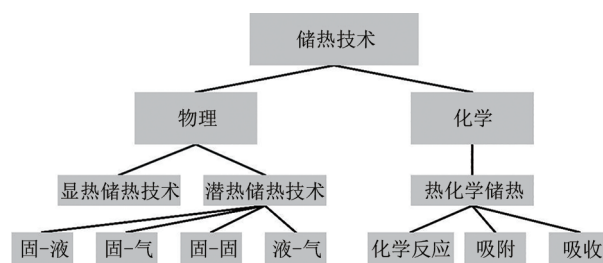 储热技术
物理
化学
显热储热技术
潜热储热技术
热化学储热
固-液
固-气
固-固
液-气
化学反应
吸附
吸收